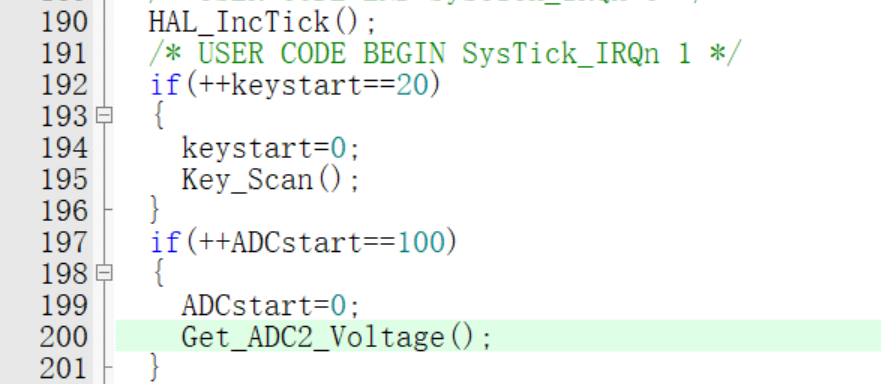 190 HAL_IncTick();
191 /* USER CODE BEGIN SysTick_IRQn 1 */
192 if(++keystart==20)
193 {
194 keystart=0;
195 Key_Scan();
196 }
197 if(++ADCstart==100)
198 {
199 ADCstart=0;
200 Get_ADC2_Voltage();
201 }